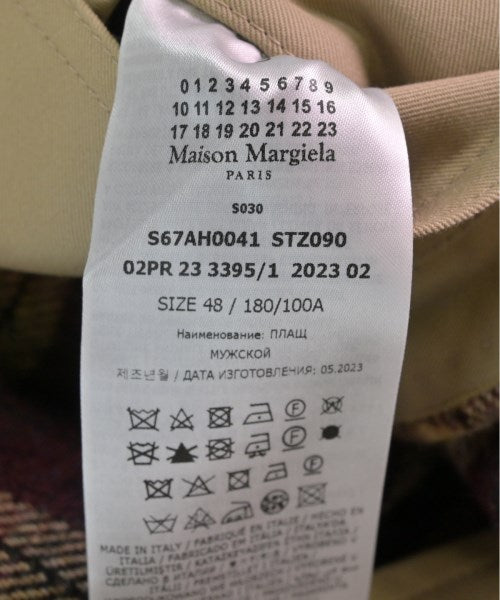 0 1 2 3 4 5 6 7 8 9
10 11 12 13 14 15 16
17 18 19 20 21 22 23
Maison Margiela
PARIS
S030
S67AH0041 STZ090
02PR 23 3395/1 2023 02
SIZE 48 / 180/100A
Наименование: ПЛАЩ
МУЖСКОЙ
제조년월 / ДАТА ИЗГОТОВЛЕНИЯ: 05.2023
MADE IN ITALY / FABRIQUE EN ITALIE / HECHO EN
ITALIA / FABRICADO EM ITALIA /
ÜRETILMIŞTIR /
СДЕЛАНО В ИТАЛИИ